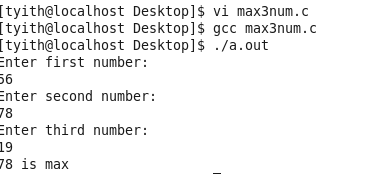 [tyith@localhost Desktop]$ vi max3num.c
[tyith@localhost Desktop]$ gcc max3num.c
[tyith@localhost Desktop]$ ./a.out
Enter first number:
56
Enter second number:
78
Enter third number:
19
78 is max